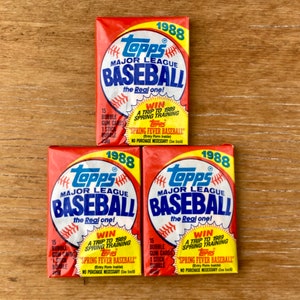 1988
Topps
MAJOR LEAGUE
BASEBALL
the Real one!
WIN
A TRIP TO 1989
SPRING TRAINING
Topps
"SPRING FEVER BASEBALL"
NO PURCHASE NECESSARY
1988
Topps
MAJOR LEAGUE
BASEBALL
the Real one!
WIN
A TRIP TO 1989
SPRING TRAINING
Topps
"SPRING FEVER BASEBALL"
NO PURCHASE NECESSARY
1988
Topps
MAJOR LEAGUE
BASEBALL
the Real one!
WIN
A TRIP TO 1989
SPRING TRAINING
Topps
"SPRING FEVER BASEBALL"
NO PURCHASE NECESSARY